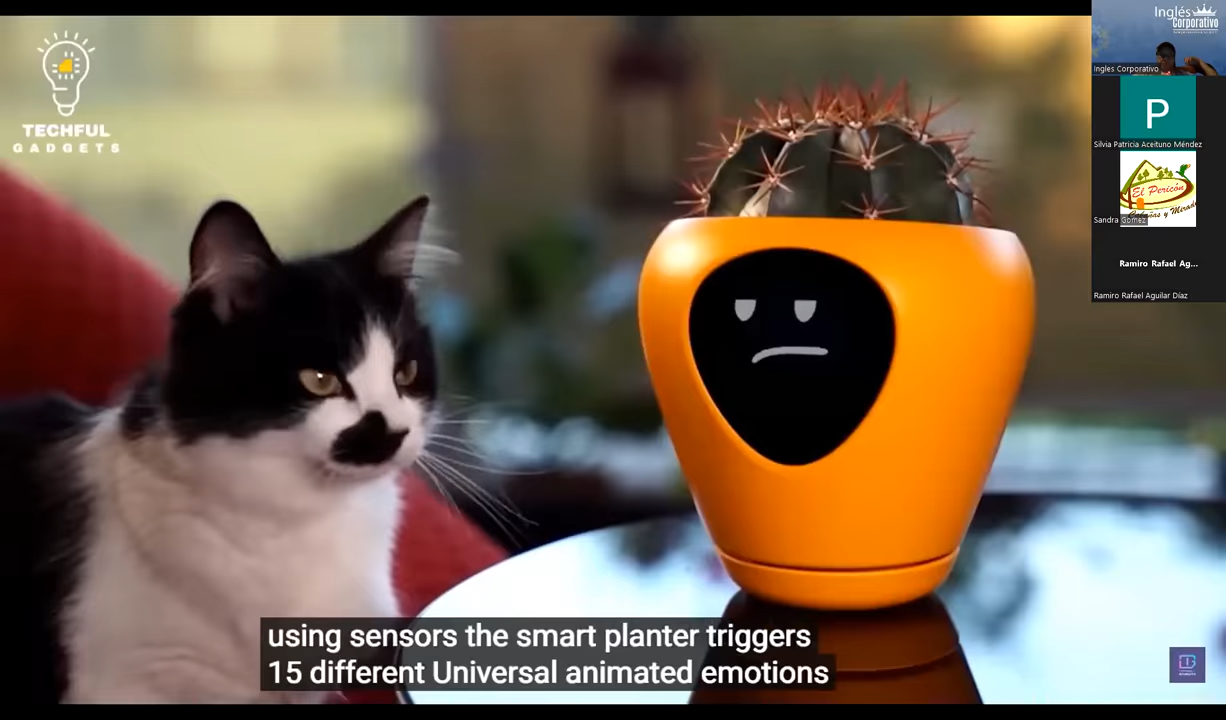 TECHFUL
GADGETS
using sensors the smart planter triggers
15 different Universal animated emotions
Inglés
Corporativo
Ingles Corporativo
P
Silvia Patricia Aceituno Méndez
El Pericón
Sandra Gomez
Ramiro Rafael Ag...
Ramiro Rafael Aguilar Díaz